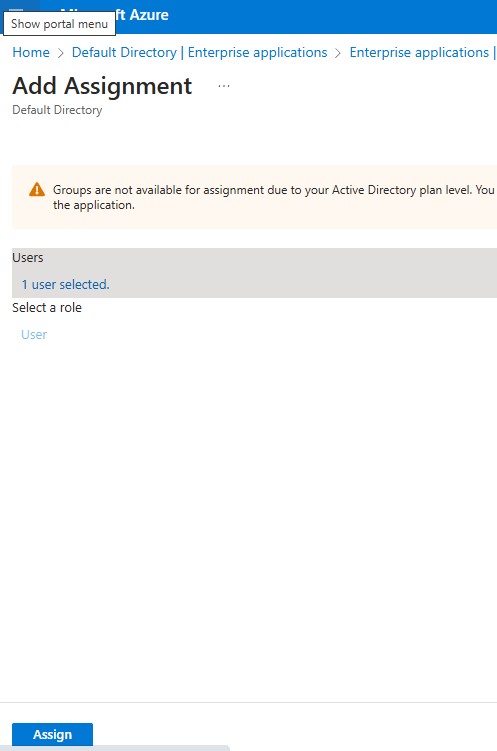 ft Azure
Show portal menu
Home > Default Directory | Enterprise applications > Enterprise applications |
Add Assignment ...
Default Directory
Groups are not available for assignment due to your Active Directory plan level. You
the application.
Users
1 user selected.
Select a role
User
Assign